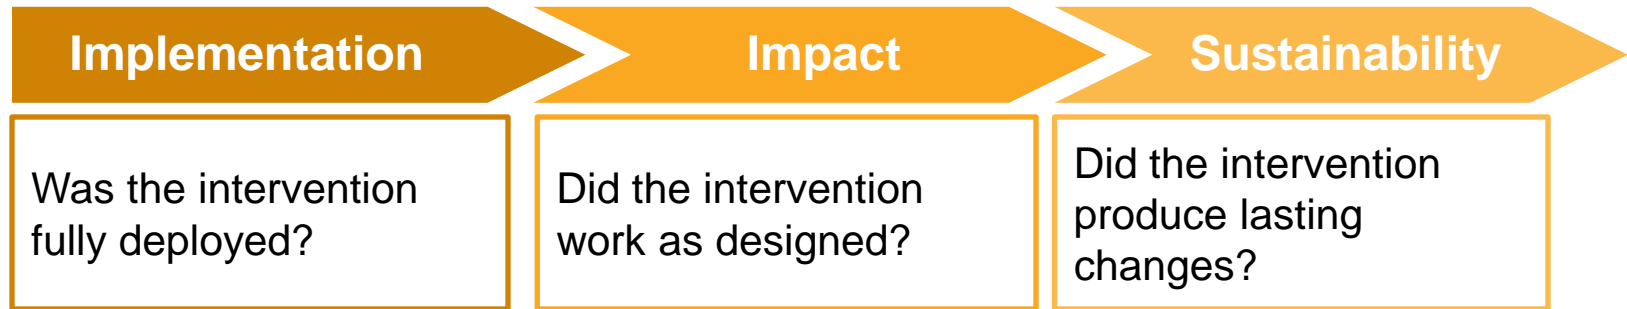 Implementation
Impact
Sustainability
Was the intervention
fully deployed?
Did the intervention
work as designed?
Did the intervention
produce lasting
changes?